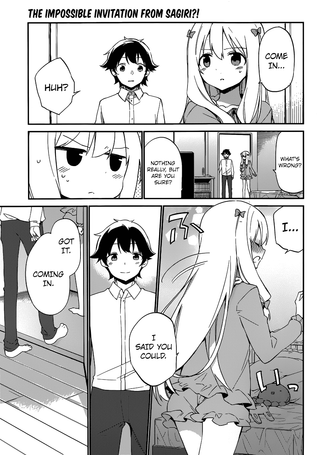 THE IMPOSSIBLE INVITATION FROM SAGIRI?!
COME
IN...
HUH?
WHAT'S
WRONG?
NOTHING
REALLY, BUT
ARE YOU
SURE?
I...
I
SAID YOU
COULD.
GOT
IT.
COMING
IN.